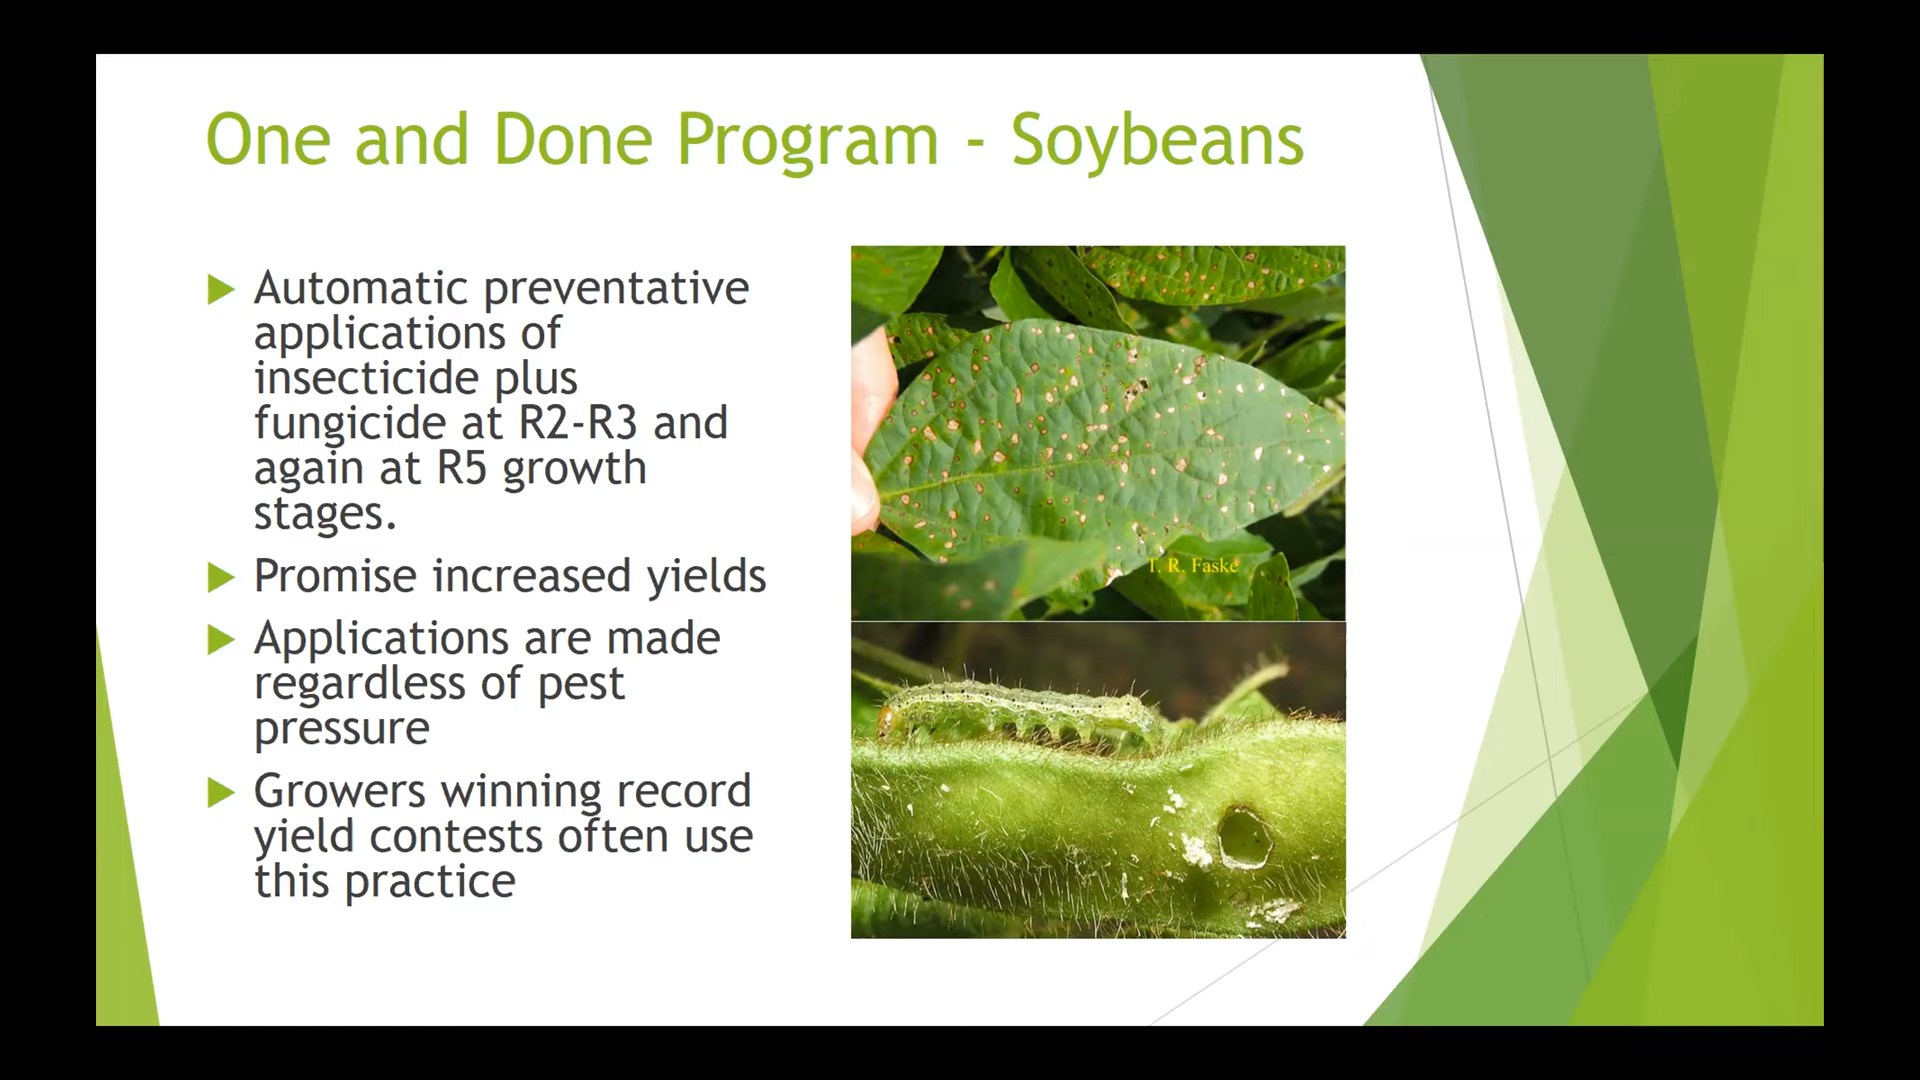 One and Done Program - Soybeans
Automatic preventative
applications of
insecticide plus
fungicide at R2-R3 and
again at R5 growth
stages.
Promise increased yields
Applications are made
regardless of pest
pressure
Growers winning record
yield contests often use
this practice
T. R. Faske